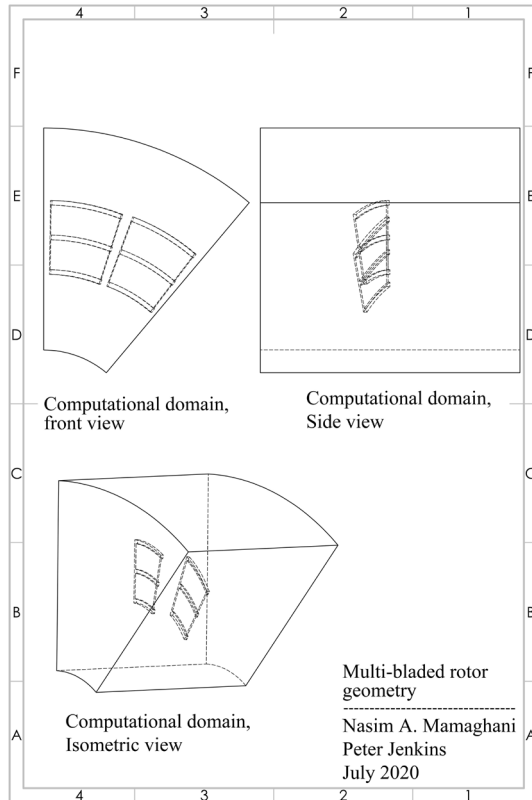 4 3 2 1
F F
E E
D D
Computational domain,
front view
Computational domain,
Side view
C C
B B
Multi-bladed rotor
geometry
Nasim A. Mamaghani
Peter Jenkins
July 2020
Computational domain,
Isometric view
A A
4 3 2 1